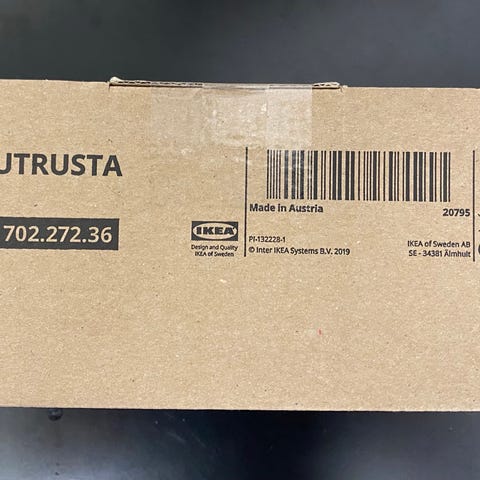 UTRUSTA
702.272.36
IKEA
Design and Quality
IKEA of Sweden
Made in Austria
20795
PI-132228-1
© Inter IKEA Systems B.V. 2019
IKEA of Sweden AB
SE - 34381 Älmhult